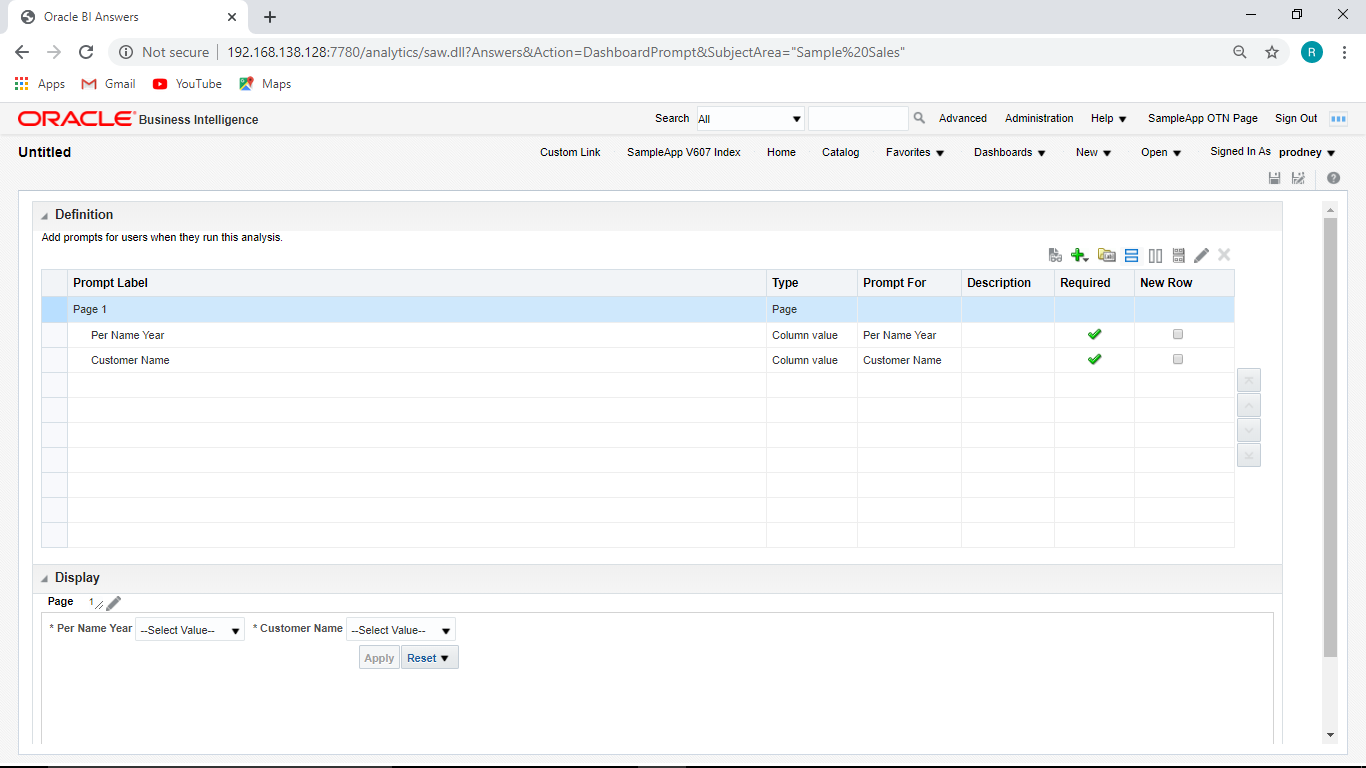 Oracle BI Answers
Not secure 192.168.138.128:7780/analytics/saw.dll?Answers&Action=DashboardPrompt&SubjectArea="Sample%20Sales" R
Apps Gmail YouTube Maps
ORACLE Business Intelligence Search All Advanced Administration Help SampleApp OTN Page Sign Out
Untitled Custom Link SampleApp V607 Index Home Catalog Favorites Dashboards New Open Signed In As prodney
Definition
Add prompts for users when they run this analysis.
Prompt Label Type Prompt For Description Required New Row
Page 1 Page
Per Name Year Column value Per Name Year
Customer Name Column value Customer Name
Display
Page 1
* Per Name Year --Select Value-- * Customer Name --Select Value--
Apply Reset